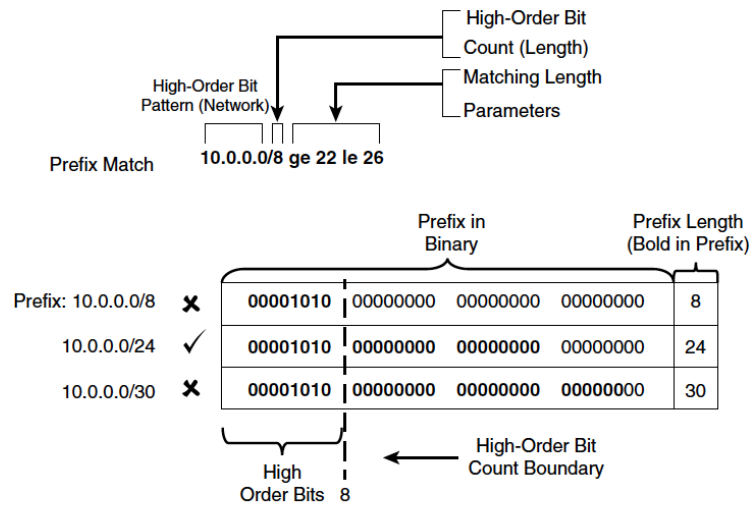 High-Order Bit
Count (Length)
Matching Length
Parameters
High-Order Bit
Pattern (Network)
Prefix Match
10.0.0.0/8 ge 22 le 26
Prefix in
Binary
Prefix Length
(Bold in Prefix)
Prefix: 10.0.0.0/8 ✘ 00001010 00000000 00000000 00000000 8
10.0.0.0/24 ✓ 00001010 00000000 00000000 00000000 24
10.0.0.0/30 ✘ 00001010 00000000 00000000 00000000 30
High
Order Bits 8
High-Order Bit
Count Boundary